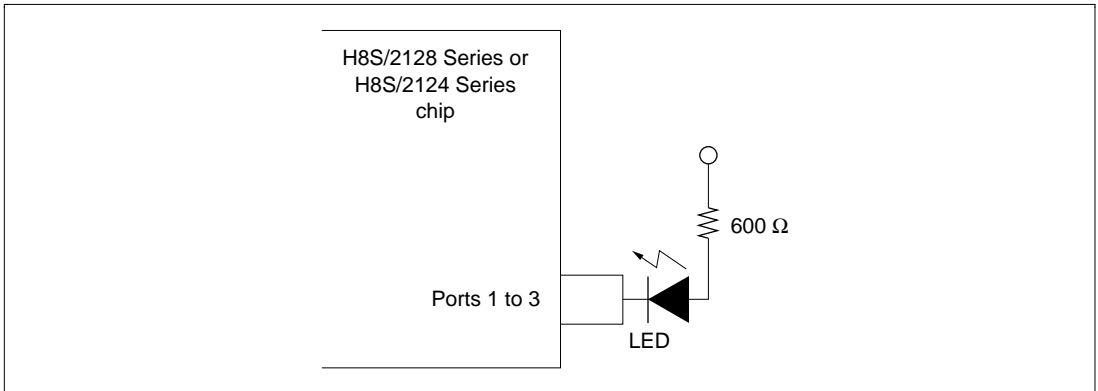 H8S/2128 Series or
H8S/2124 Series
chip
600 Ω
Ports 1 to 3
LED